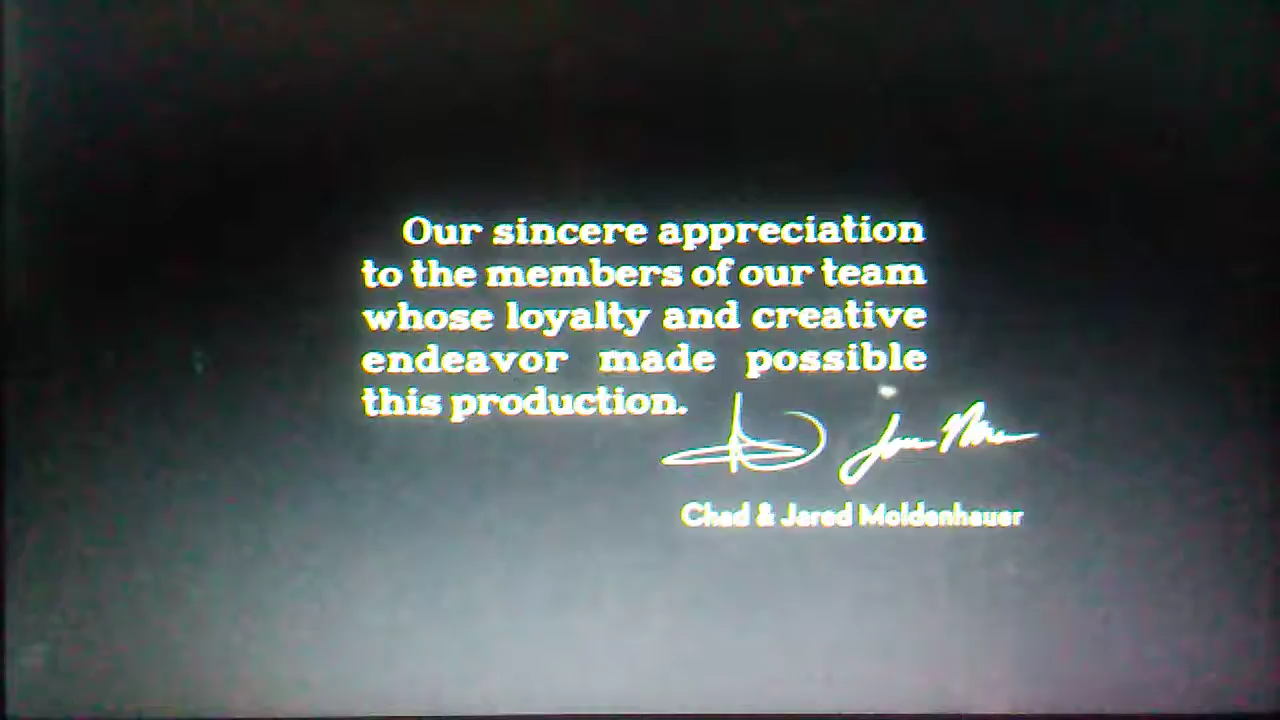 Our sincere appreciation
to the members of our team
whose loyalty and creative
endeavor made possible
this production.
Chad & Jared Moldenhauer